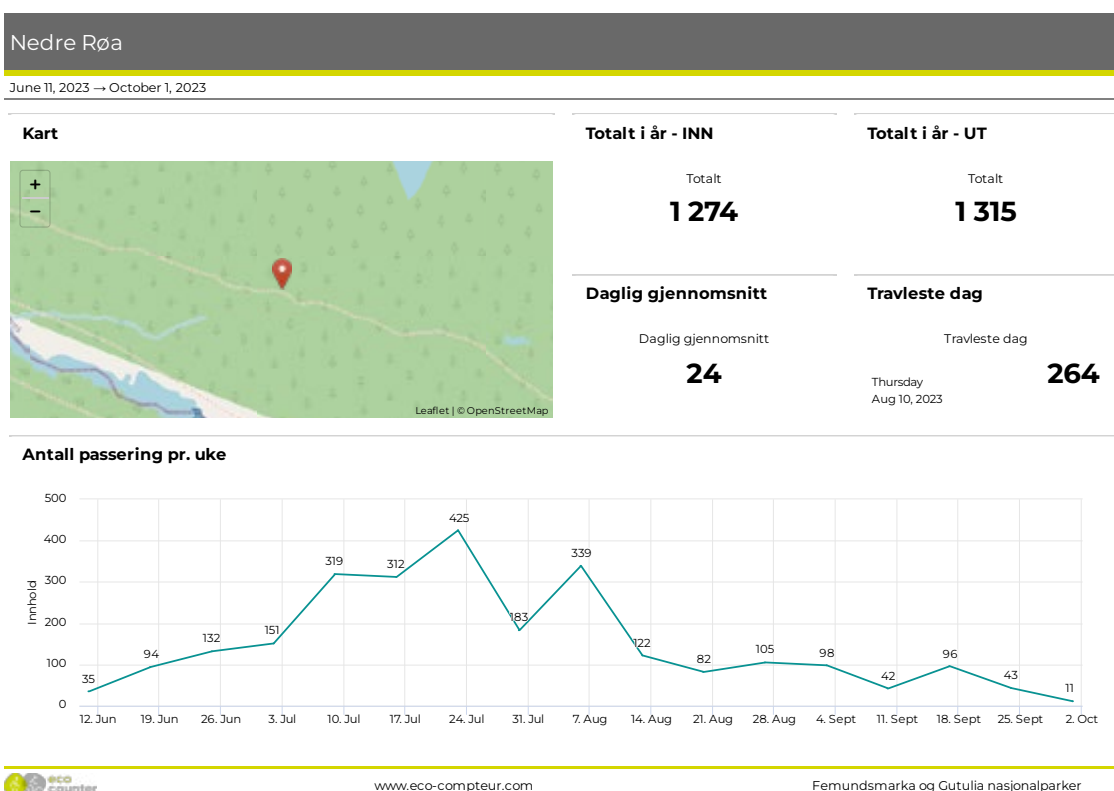 Nedre Røa
June 11, 2023 → October 1, 2023
Kart
+
−
Leaflet | © OpenStreetMap
Totalt i år - INN
Totalt
1 274
Totalt i år - UT
Totalt
1 315
Daglig gjennomsnitt
Daglig gjennomsnitt
24
Travleste dag
Travleste dag
Thursday
Aug 10, 2023
264
Antall passering pr. uke
Innhold
500
400
300
200
100
0
35
94
132
151
319
312
425
183
339
122
82
105
98
42
96
43
11
12. Jun 19. Jun 26. Jun 3. Jul 10. Jul 17. Jul 24. Jul 31. Jul 7. Aug 14. Aug 21. Aug 28. Aug 4. Sept 11. Sept 18. Sept 25. Sept 2. Oct
eco
counter
www.eco-compteur.com
Femundsmarka og Gutulia nasjonalparker